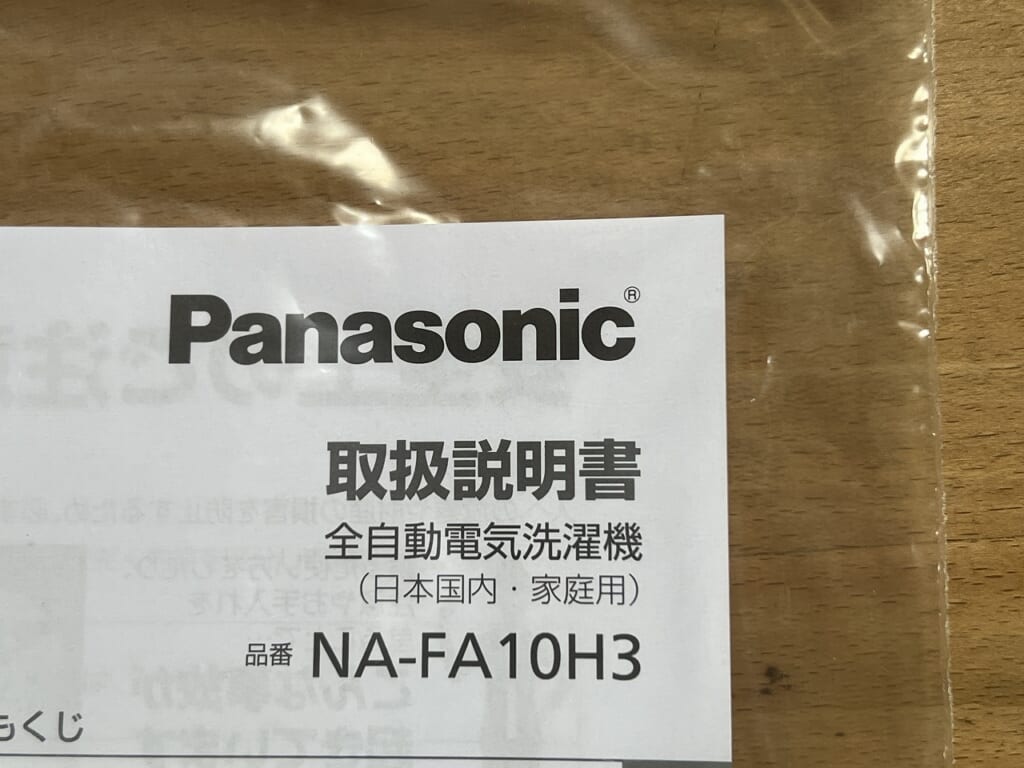 Panasonic®
取扱説明書
全自動電気洗濯機
（日本国内・家庭用）
品番 NA-FA10H3
もくじ